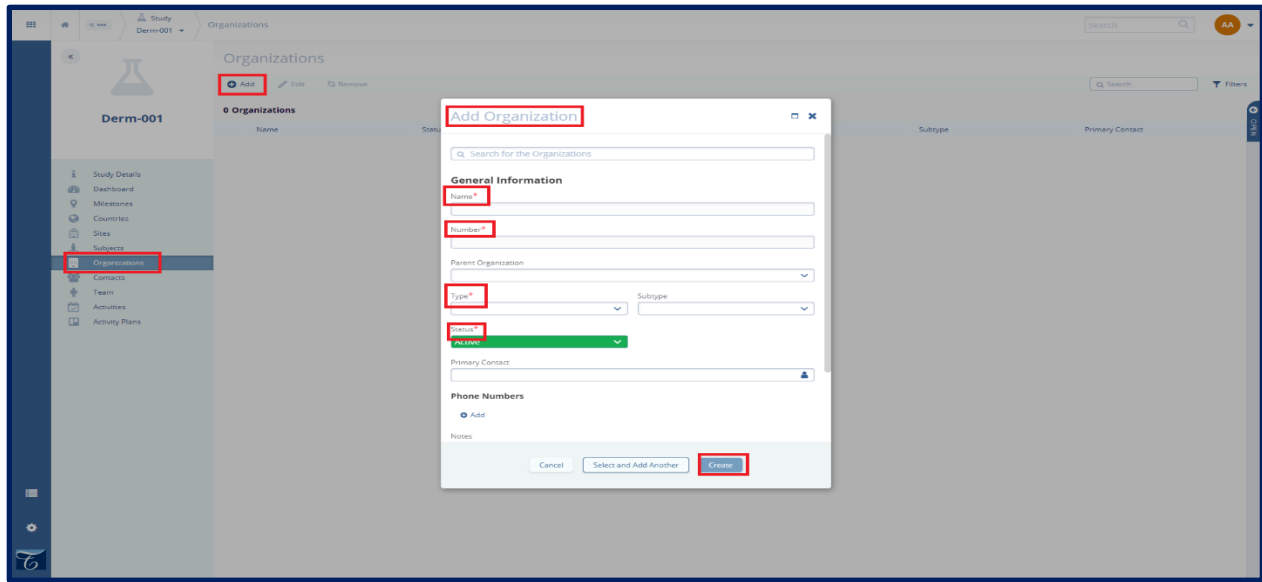 Study
Derm-001
Organizations
Search
AA
Organizations
Add Edit Remove
Search
Filters
0 Organizations
Name
Subtype
Primary Contact
OPEN
Derm-001
Study Details
Dashboard
Milestones
Countries
Sites
Subjects
Organizations
Contacts
Team
Activities
Activity Plans
Add Organization
Search for the Organizations
General Information
Name*
Number*
Parent Organization
Type* Subtype
Status*
Active
Primary Contact
Phone Numbers
Add
Notes
Cancel Select and Add Another Create